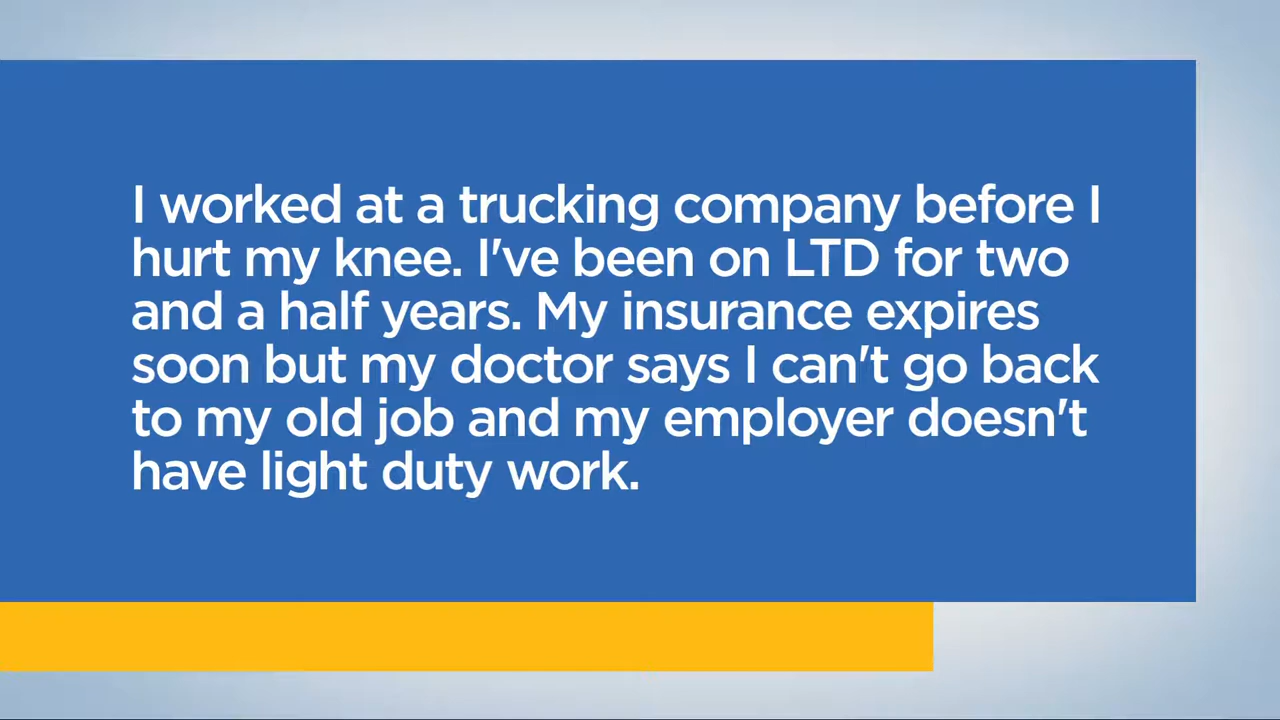 I worked at a trucking company before I
hurt my knee. I've been on LTD for two
and a half years. My insurance expires
soon but my doctor says I can't go back
to my old job and my employer doesn't
have light duty work.